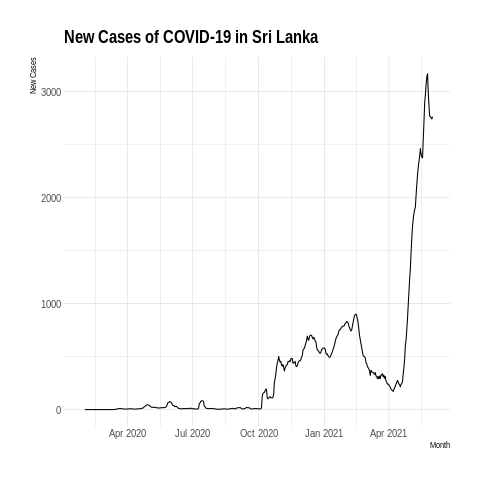 New Cases of COVID-19 in Sri Lanka
New Cases
3000
2000
1000
0
Apr 2020 Jul 2020 Oct 2020 Jan 2021 Apr 2021
Month